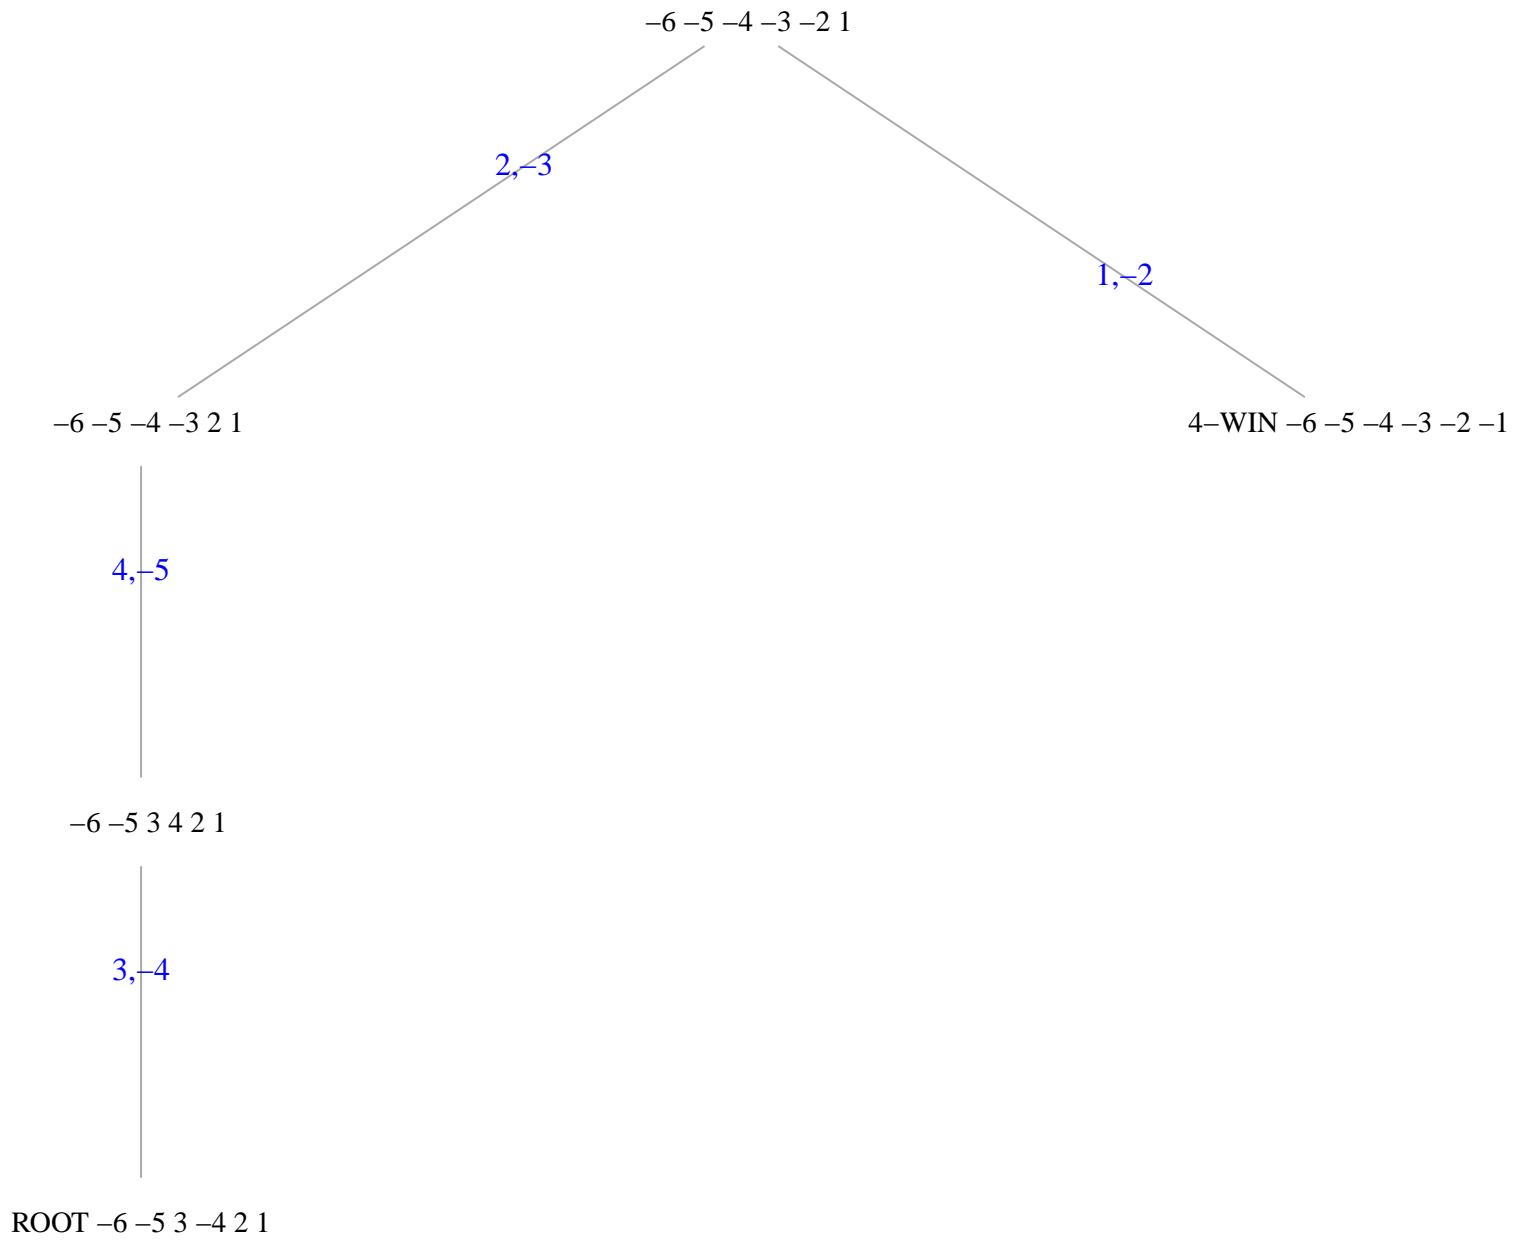 –6 –5 –4 –3 –2 1
2,–3
1,–2
–6 –5 –4 –3 2 1
4–WIN –6 –5 –4 –3 –2 –1
4,–5
–6 –5 3 4 2 1
3,–4
ROOT –6 –5 3 –4 2 1